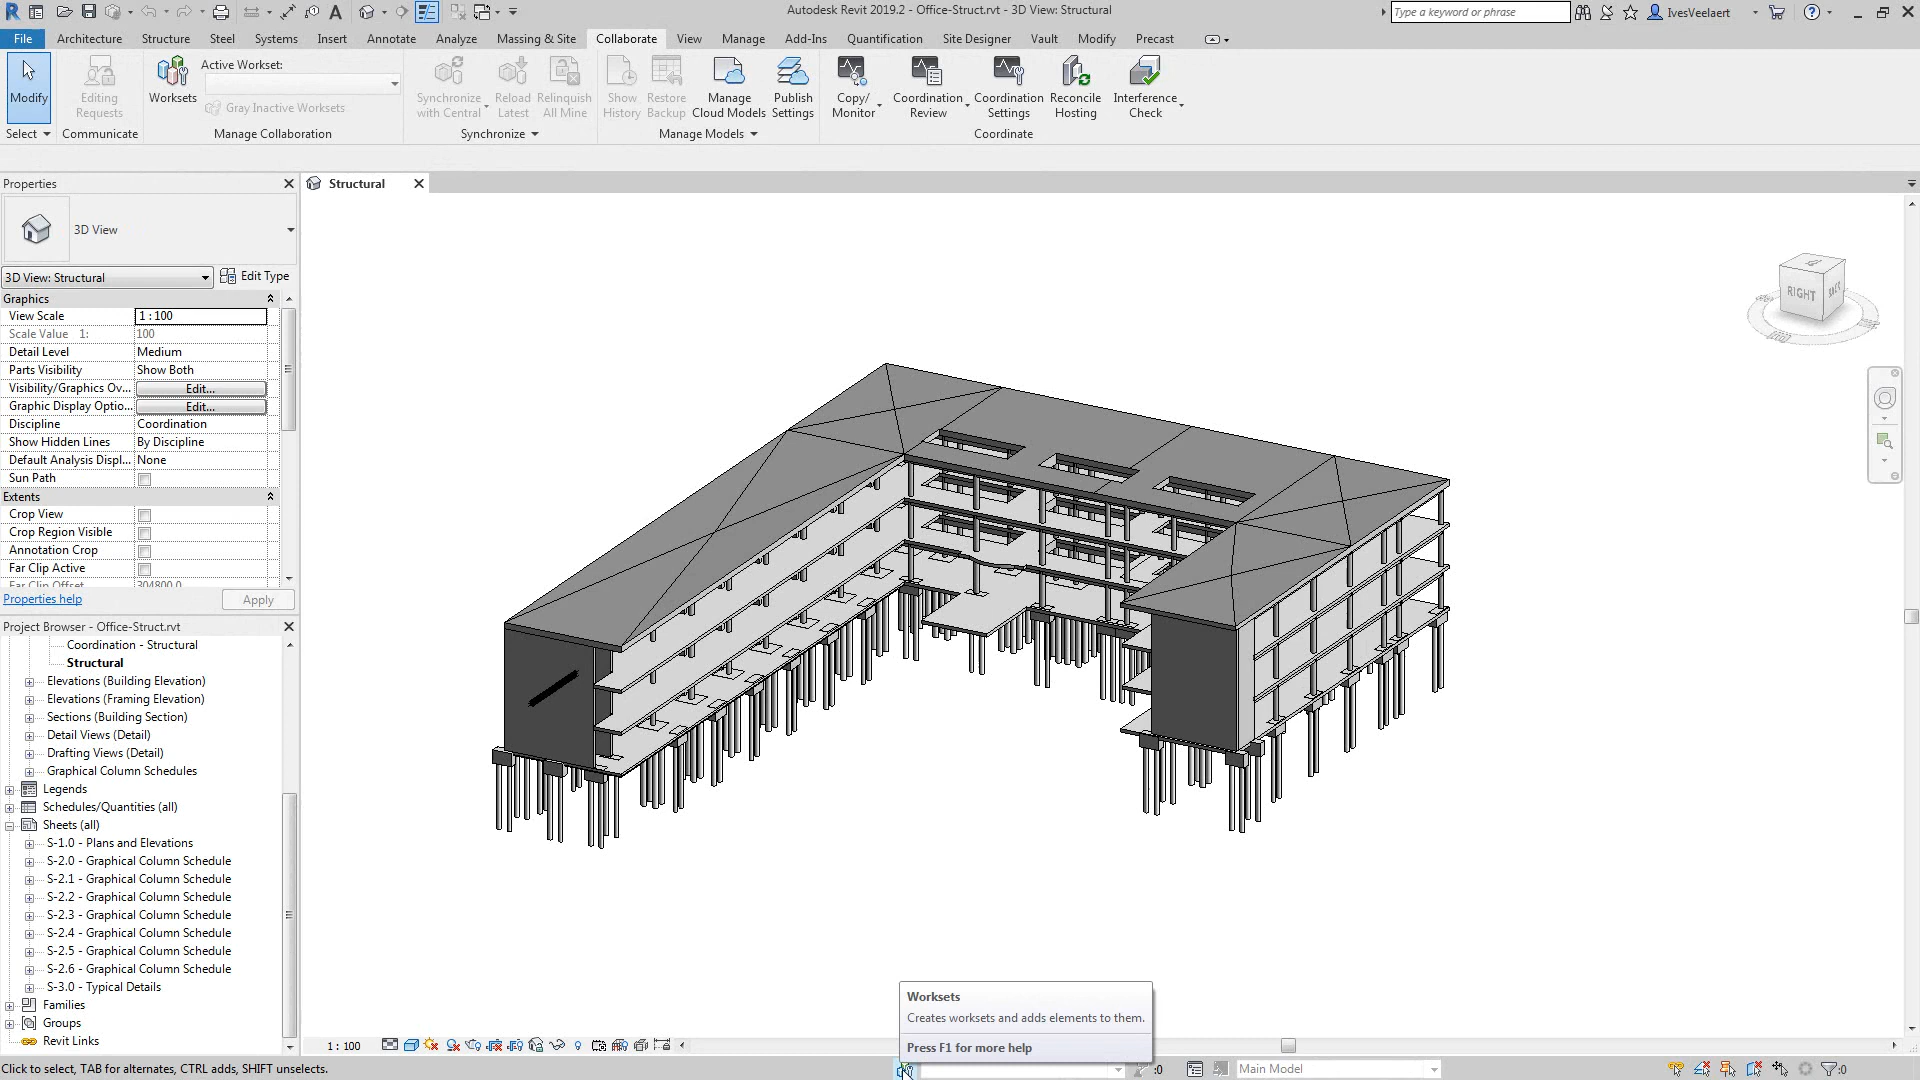 Autodesk Revit 2019.2 - Office-Struct.rvt - 3D View: Structural
Type a keyword or phrase
IvesVeelaert
File Architecture Structure Steel Systems Insert Annotate Analyze Massing & Site Collaborate View Manage Add-Ins Quantification Site Designer Vault Modify Precast
Modify
Select
Editing Requests
Communicate
Worksets
Active Workset:
Gray Inactive Worksets
Manage Collaboration
Synchronize with Central
Reload Latest
Relinquish All Mine
Synchronize
Show History
Restore Backup
Manage Cloud Models
Publish Settings
Manage Models
Copy/ Monitor
Coordination Review
Coordination Settings
Reconcile Hosting
Interference Check
Coordinate
Properties
Structural
3D View
3D View: Structural
Edit Type
Graphics
View Scale 1 : 100
Scale Value 1: 100
Detail Level Medium
Parts Visibility Show Both
Visibility/Graphics Ov... Edit...
Graphic Display Optio... Edit...
Discipline Coordination
Show Hidden Lines By Discipline
Default Analysis Displ... None
Sun Path
Extents
Crop View
Crop Region Visible
Annotation Crop
Far Clip Active
Far Clip Offset 304800.0
Properties help
Apply
RIGHT
Project Browser - Office-Struct.rvt
Coordination - Structural
Structural
Elevations (Building Elevation)
Elevations (Framing Elevation)
Sections (Building Section)
Detail Views (Detail)
Drafting Views (Detail)
Graphical Column Schedules
Legends
Schedules/Quantities (all)
Sheets (all)
S-1.0 - Plans and Elevations
S-2.0 - Graphical Column Schedule
S-2.1 - Graphical Column Schedule
S-2.2 - Graphical Column Schedule
S-2.3 - Graphical Column Schedule
S-2.4 - Graphical Column Schedule
S-2.5 - Graphical Column Schedule
S-2.6 - Graphical Column Schedule
S-3.0 - Typical Details
Families
Groups
Revit Links
Worksets
Creates worksets and adds elements to them.
Press F1 for more help
1 : 100
Click to select, TAB for alternates, CTRL adds, SHIFT unselects.
:0
Main Model
:0